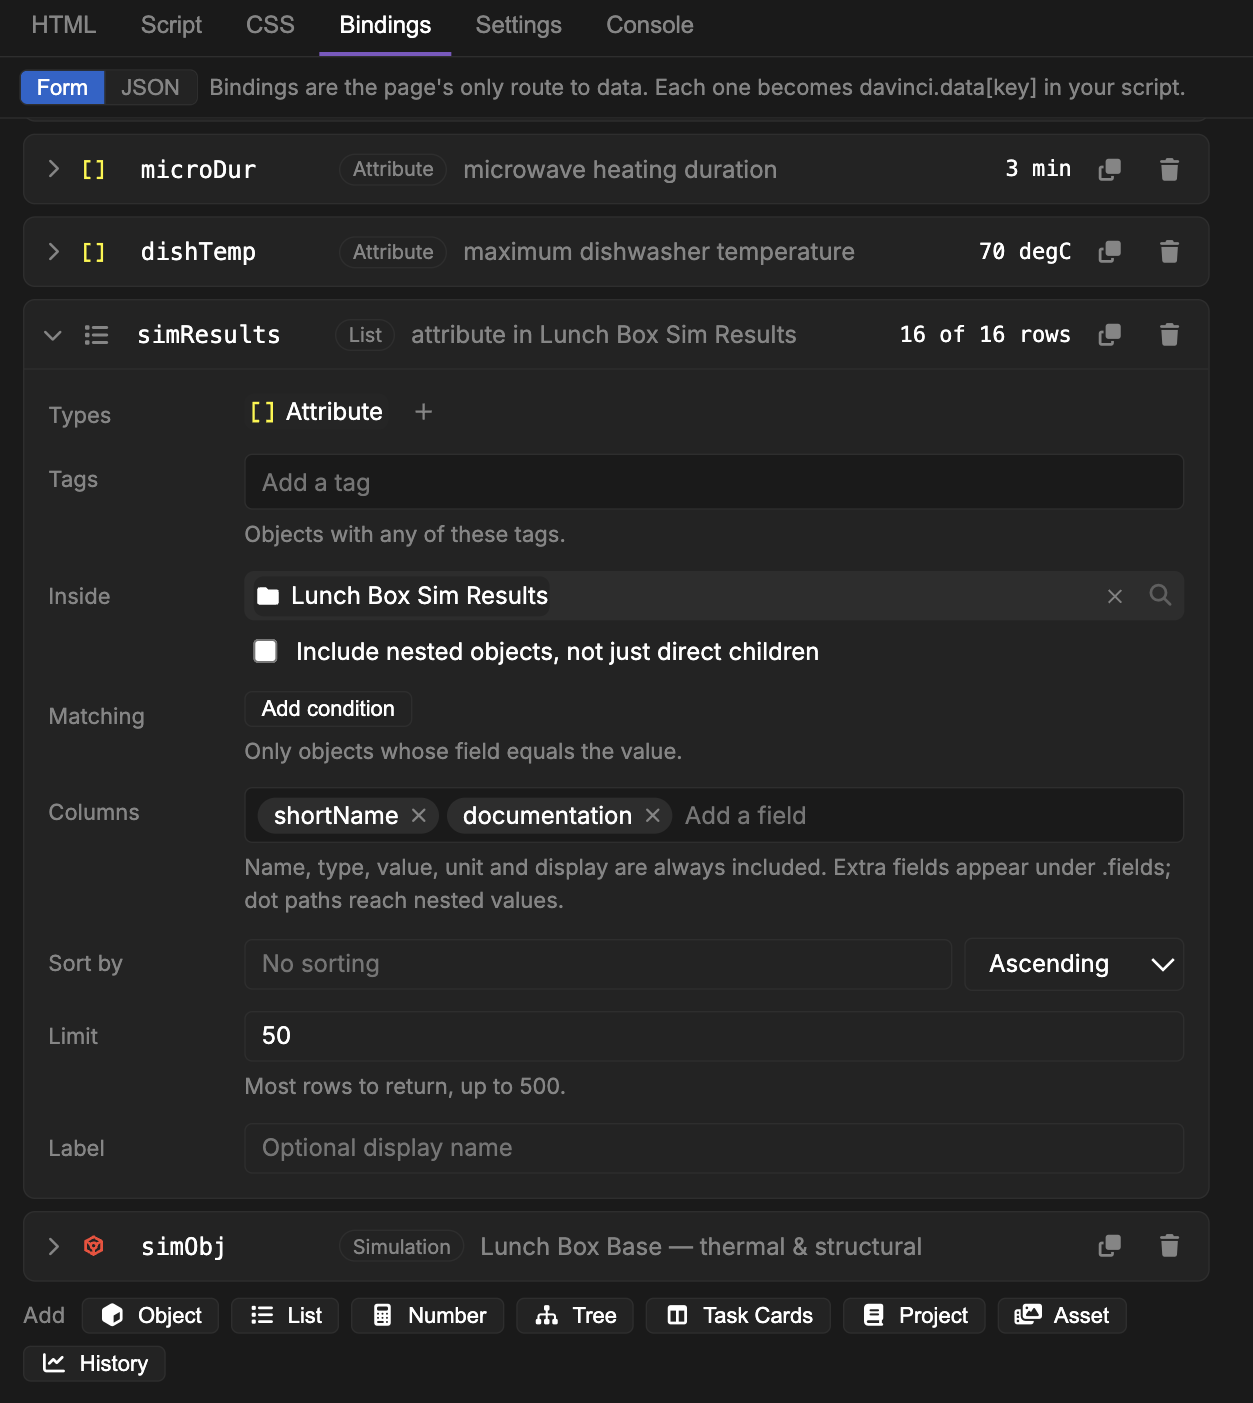 HTML Script CSS Bindings Settings Console
Form JSON Bindings are the page's only route to data. Each one becomes davinci.data[key] in your script.
[] microDur Attribute microwave heating duration 3 min
[] dishTemp Attribute maximum dishwasher temperature 70 degC
simResults List attribute in Lunch Box Sim Results 16 of 16 rows
Types [] Attribute +
Tags Add a tag
Objects with any of these tags.
Inside Lunch Box Sim Results
Include nested objects, not just direct children
Matching Add condition
Only objects whose field equals the value.
Columns shortName documentation Add a field
Name, type, value, unit and display are always included. Extra fields appear under .fields;
dot paths reach nested values.
Sort by No sorting Ascending
Limit 50
Most rows to return, up to 500.
Label Optional display name
simObj Simulation Lunch Box Base — thermal & structural
Add Object List Number Tree Task Cards Project Asset
History